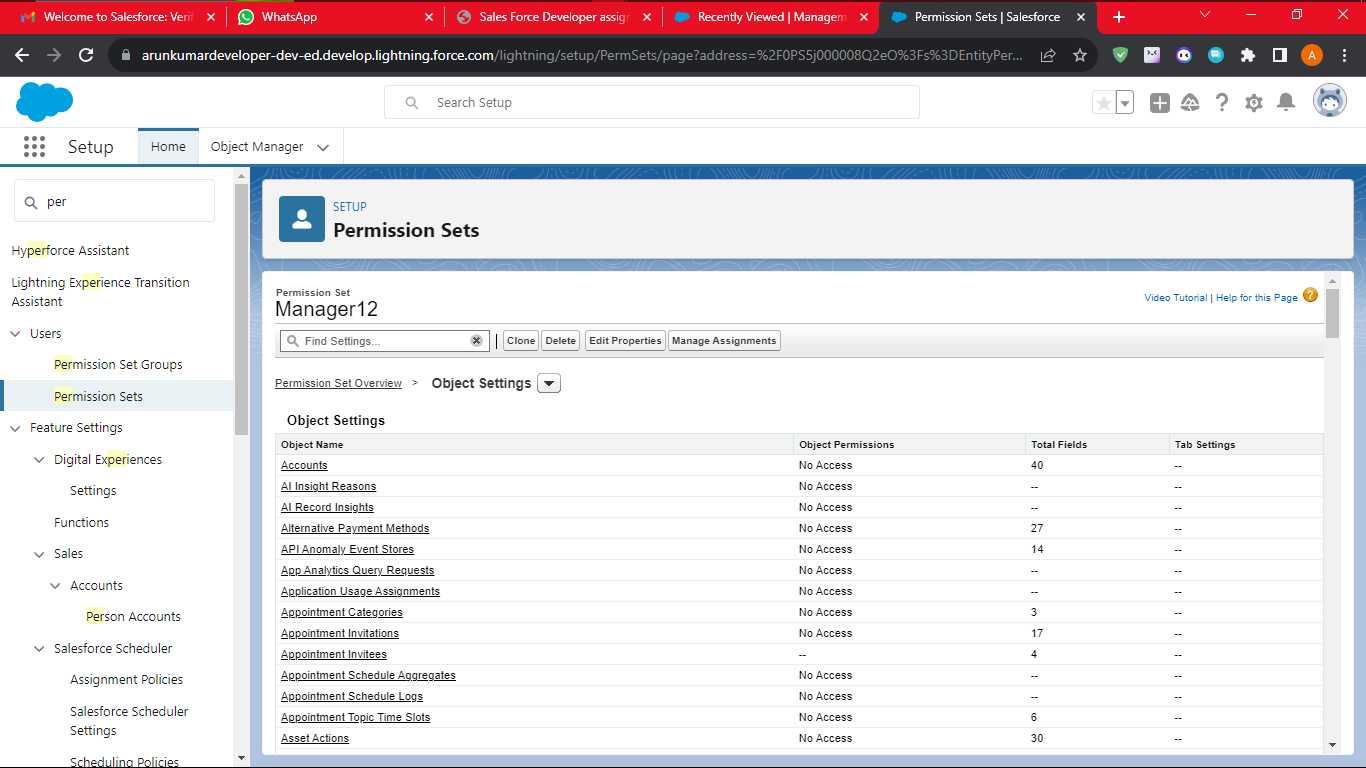 Welcome to Salesforce: Verif
WhatsApp
Sales Force Developer assign
Recently Viewed | Managem
Permission Sets | Salesforce
arunkumardeveloper-dev-ed.develop.lightning.force.com/lightning/setup/PermSets/page?address=%2F0PS5j000008Q2eO%3Fs%3DEntityPer...
A
Search Setup
Setup
Home
Object Manager
per
Hyperforce Assistant
Lightning Experience Transition
Assistant
Users
Permission Set Groups
Permission Sets
Feature Settings
Digital Experiences
Settings
Functions
Sales
Accounts
Person Accounts
Salesforce Scheduler
Assignment Policies
Salesforce Scheduler
Settings
Scheduling Policies
SETUP
Permission Sets
Permission Set
Manager12
Video Tutorial | Help for this Page
Find Settings... | Clone Delete Edit Properties Manage Assignments
Permission Set Overview > Object Settings
Object Settings
Object Name Object Permissions Total Fields Tab Settings
Accounts No Access 40 --
AI Insight Reasons No Access -- --
AI Record Insights No Access -- --
Alternative Payment Methods No Access 27 --
API Anomaly Event Stores No Access 14 --
App Analytics Query Requests No Access -- --
Application Usage Assignments No Access -- --
Appointment Categories No Access 3 --
Appointment Invitations No Access 17 --
Appointment Invitees -- 4 --
Appointment Schedule Aggregates No Access -- --
Appointment Schedule Logs No Access -- --
Appointment Topic Time Slots No Access 6 --
Asset Actions No Access 30 --